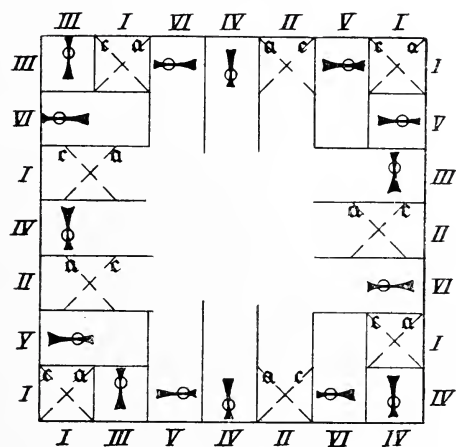 III I VI IV II V I
c a a c c a
III I
VI V
I c a III
IV a c II
II a c VI
V c a I
I c a a c IV
I III V IV II VI IV